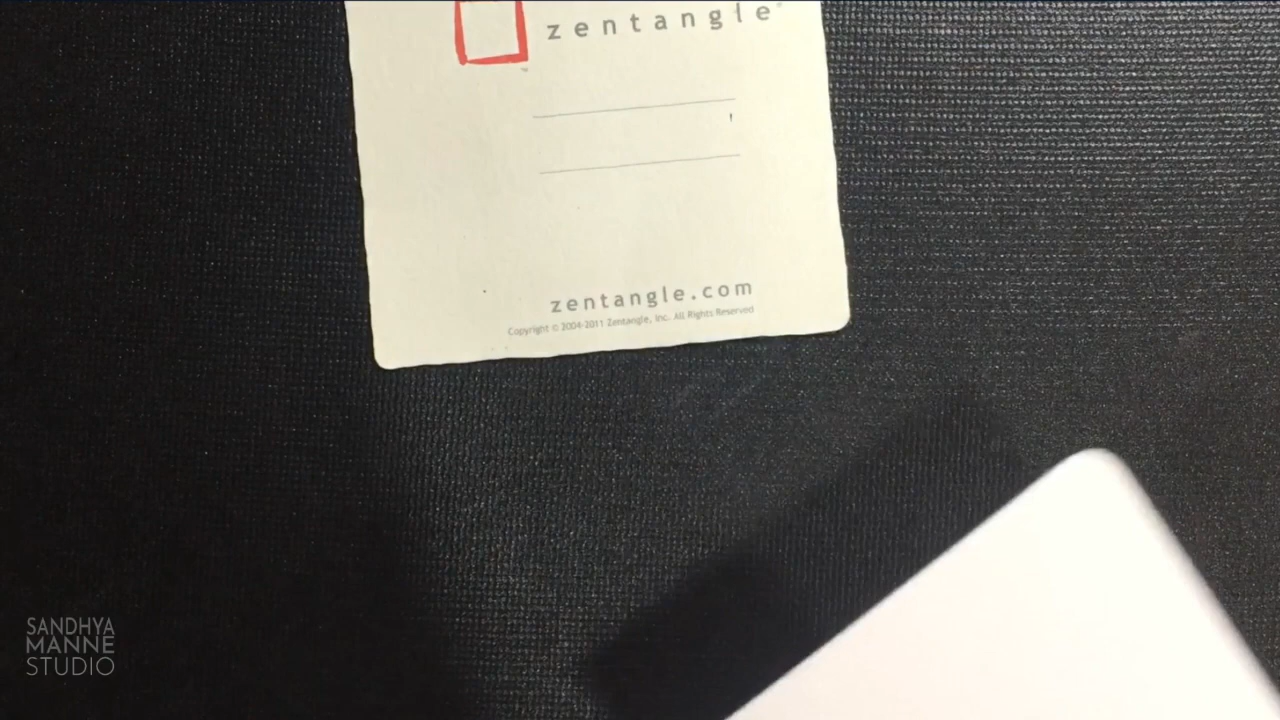 zentangle
zentangle.com
Copyright © 2004-2011 Zentangle, Inc. All Rights Reserved
SANDHYA
MANNE
STUDIO